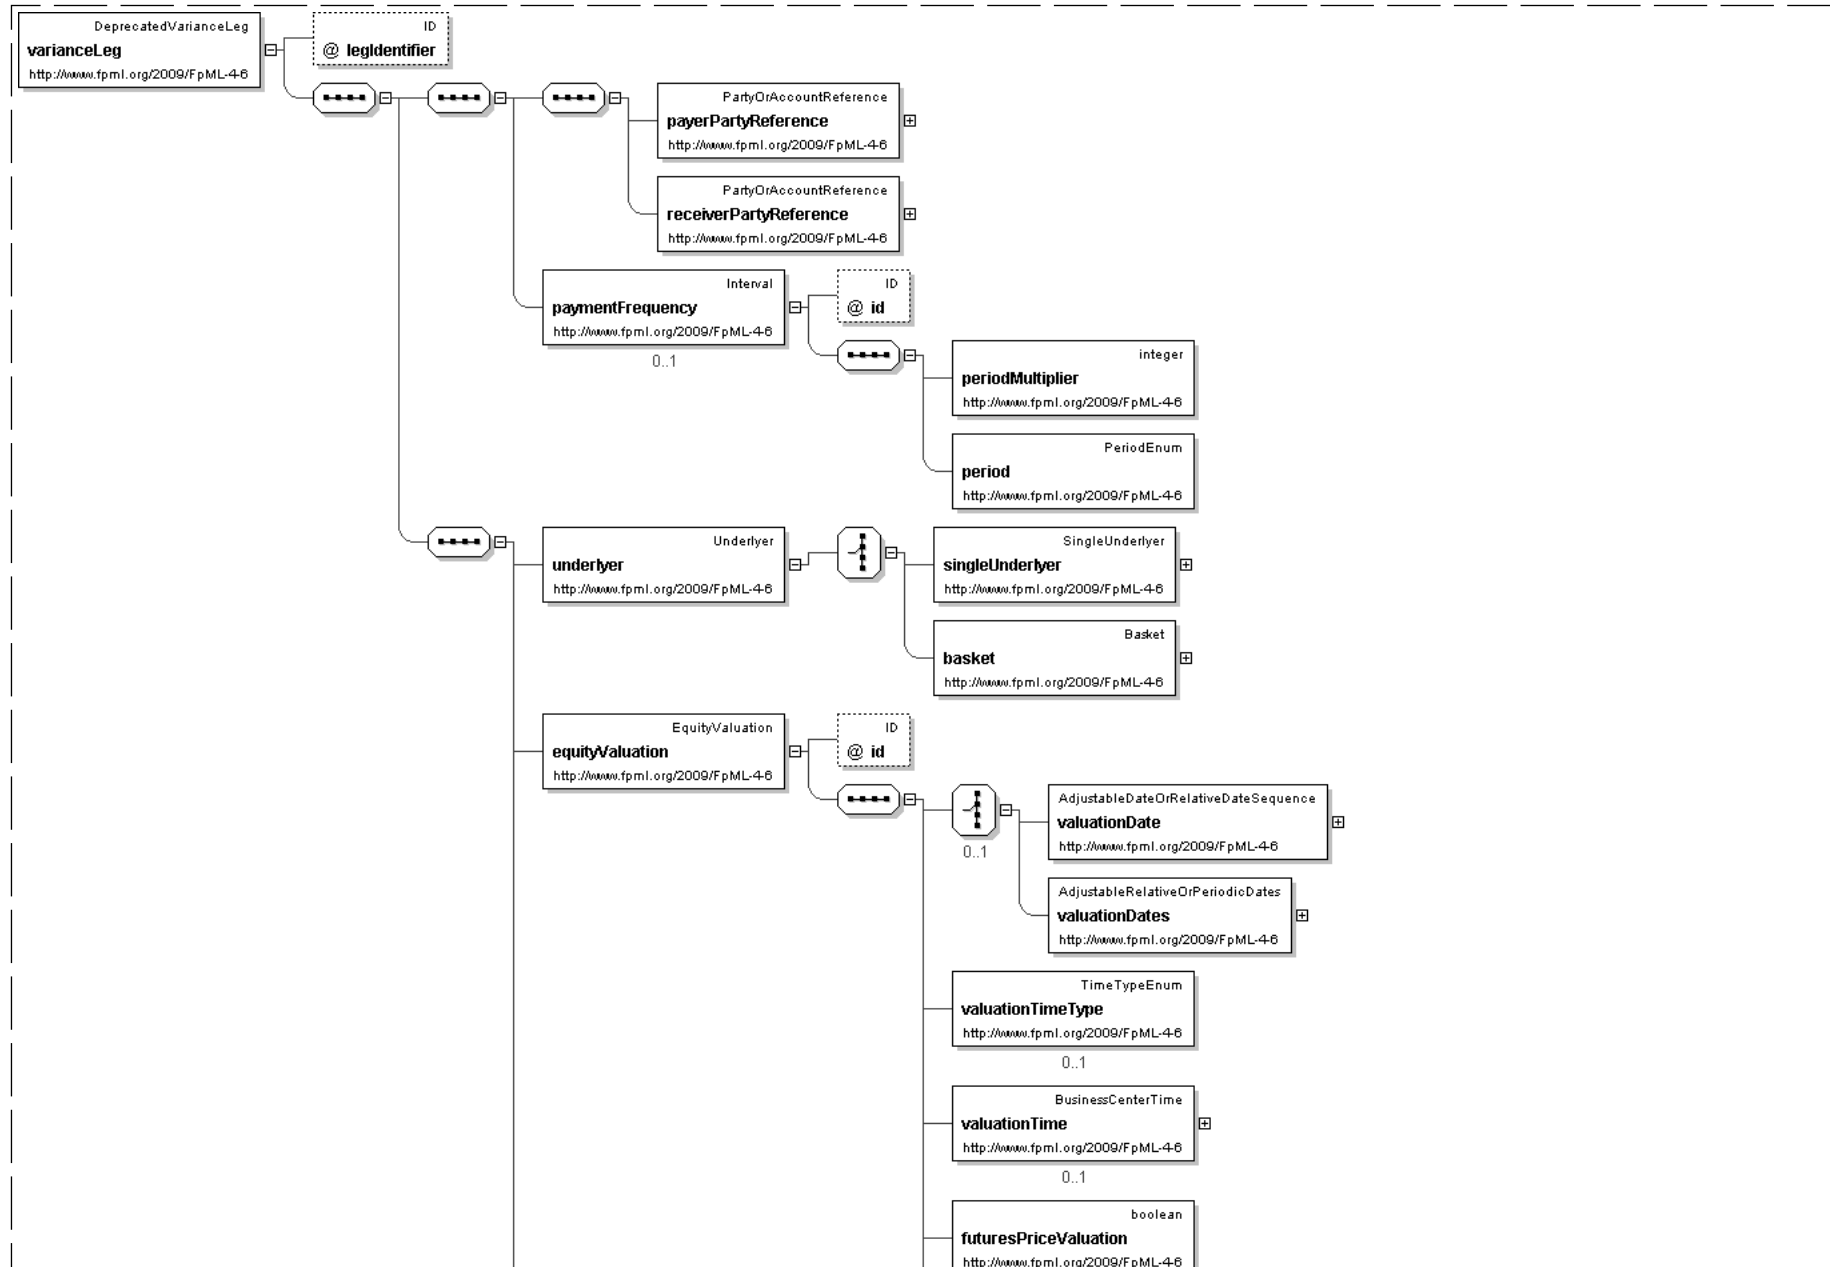 DeprecatedVarianceLeg
varianceLeg
http://www.fpml.org/2009/FpML-4-6
ID
@ legIdentifier
PartyOrAccountReference
payerPartyReference
http://www.fpml.org/2009/FpML-4-6
PartyOrAccountReference
receiverPartyReference
http://www.fpml.org/2009/FpML-4-6
Interval
paymentFrequency
http://www.fpml.org/2009/FpML-4-6
0..1
ID
@ id
integer
periodMultiplier
http://www.fpml.org/2009/FpML-4-6
PeriodEnum
period
http://www.fpml.org/2009/FpML-4-6
Underlyer
underlyer
http://www.fpml.org/2009/FpML-4-6
SingleUnderlyer
singleUnderlyer
http://www.fpml.org/2009/FpML-4-6
Basket
basket
http://www.fpml.org/2009/FpML-4-6
EquityValuation
equityValuation
http://www.fpml.org/2009/FpML-4-6
ID
@ id
0..1
AdjustableDateOrRelativeDateSequence
valuationDate
http://www.fpml.org/2009/FpML-4-6
AdjustableRelativeOrPeriodicDates
valuationDates
http://www.fpml.org/2009/FpML-4-6
TimeTypeEnum
valuationTimeType
http://www.fpml.org/2009/FpML-4-6
0..1
BusinessCenterTime
valuationTime
http://www.fpml.org/2009/FpML-4-6
0..1
boolean
futuresPriceValuation
http://www.fpml.org/2009/FpML-4-6